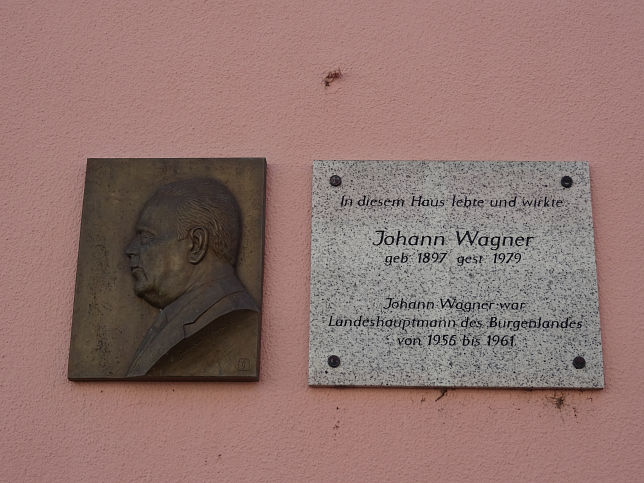 In diesem Haus lebte und wirkte
Johann Wagner
geb. 1897 gest 1979
Johann Wagner war
Landeshauptmann des Burgenlandes
von 1956 bis 1961